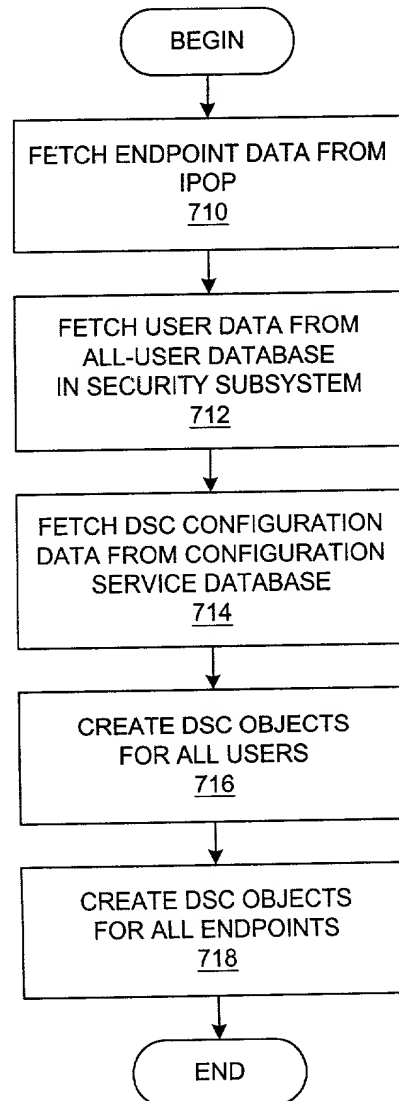 BEGIN
FETCH ENDPOINT DATA FROM
IPOP
710
FETCH USER DATA FROM
ALL-USER DATABASE
IN SECURITY SUBSYSTEM
712
FETCH DSC CONFIGURATION
DATA FROM CONFIGURATION
SERVICE DATABASE
714
CREATE DSC OBJECTS
FOR ALL USERS
716
CREATE DSC OBJECTS
FOR ALL ENDPOINTS
718
END